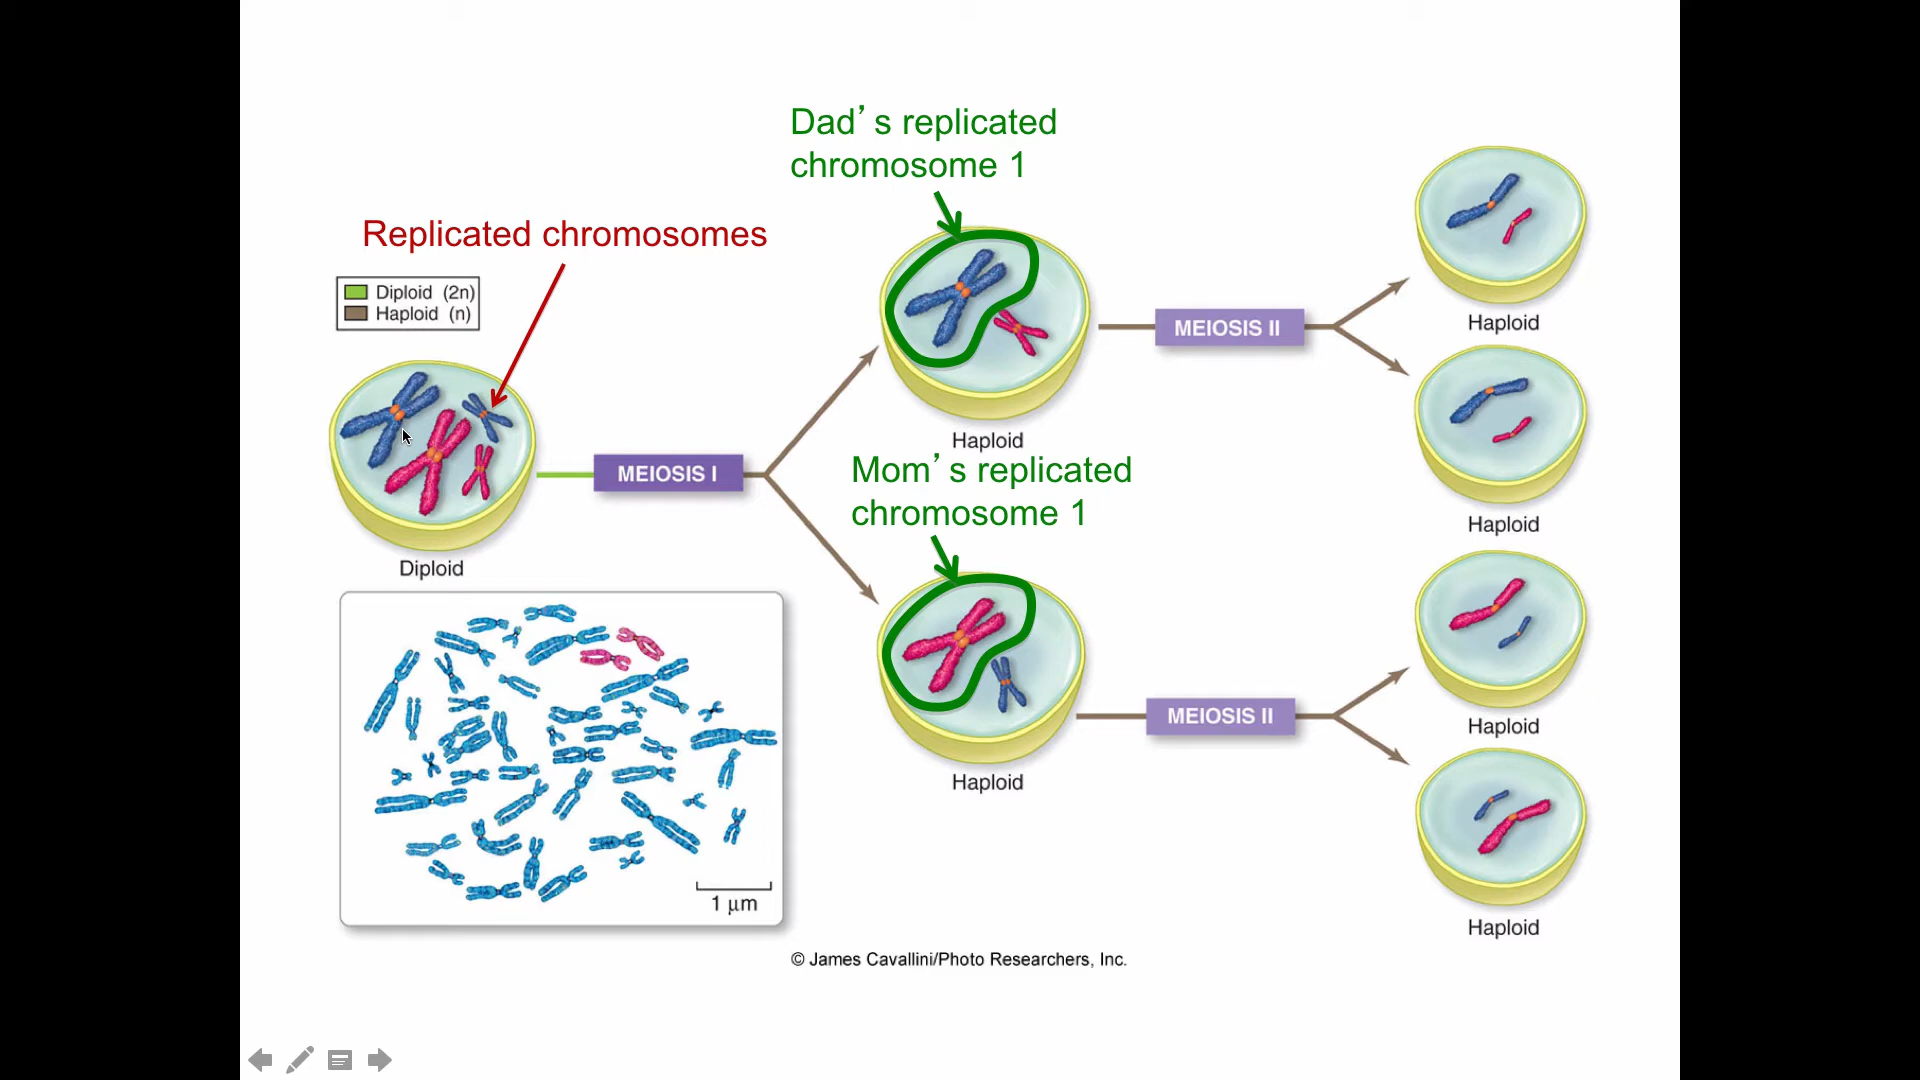 Dad’s replicated
chromosome 1
Replicated chromosomes
Diploid (2n)
Haploid (n)
MEIOSIS I
Diploid
Haploid
Mom’s replicated
chromosome 1
Haploid
MEIOSIS II
MEIOSIS II
Haploid
Haploid
Haploid
Haploid
1 μm
© James Cavallini/Photo Researchers, Inc.